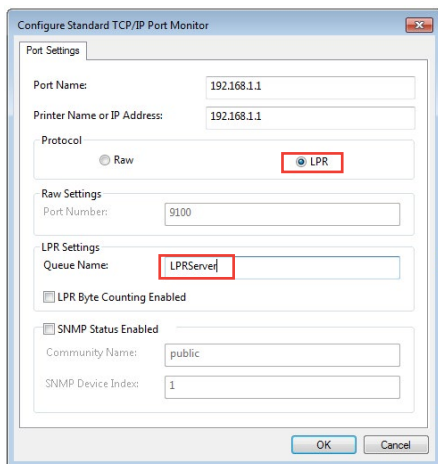 Configure Standard TCP/IP Port Monitor
Port Settings
Port Name: 192.168.1.1
Printer Name or IP Address: 192.168.1.1
Protocol
Raw LPR
Raw Settings
Port Number: 9100
LPR Settings
Queue Name: LPRServer
LPR Byte Counting Enabled
SNMP Status Enabled
Community Name: public
SNMP Device Index: 1
OK Cancel